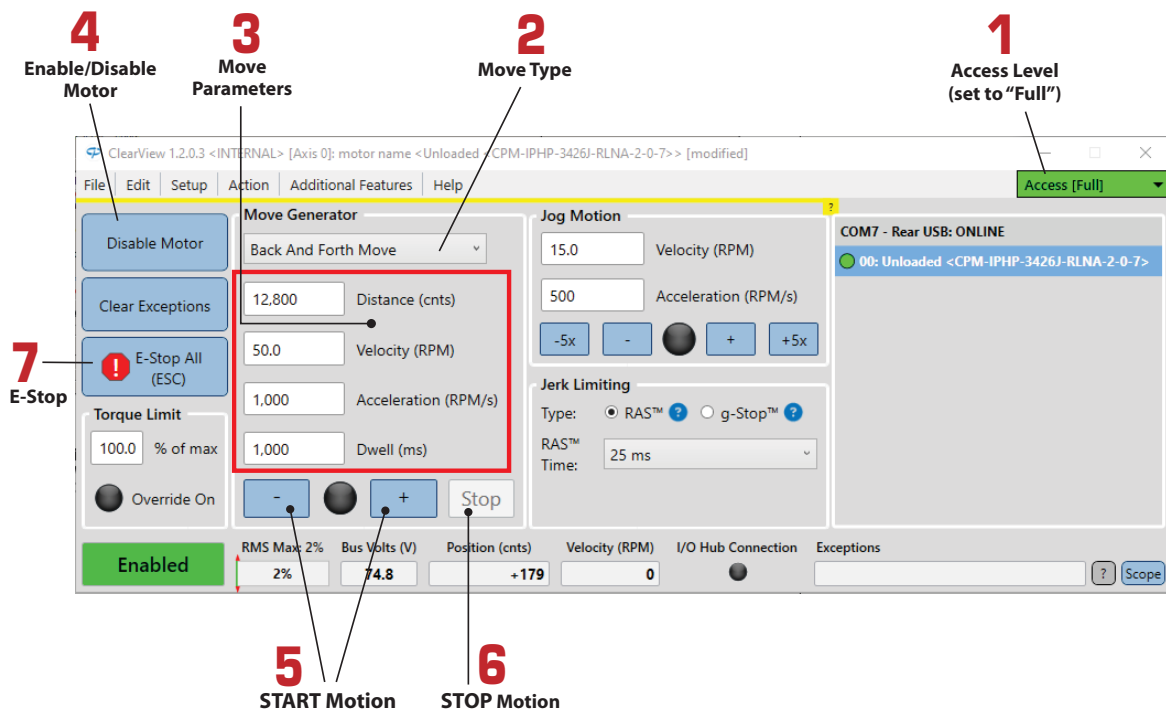 4
Enable/Disable
Motor
3
Move
Parameters
2
Move Type
1
Access Level
(set to “Full”)
ClearView 1.2.0.3 <INTERNAL> [Axis 0]: motor name <Unloaded <CPM-IPHP-3426J-RLNA-2-0-7>> [modified]
File Edit Setup Action Additional Features Help
Access [Full]
?
Disable Motor
Clear Exceptions
E-Stop All
(ESC)
7
E-Stop
Torque Limit
100.0 % of max
Override On
Move Generator
Back And Forth Move
12,800 Distance (cnts)
50.0 Velocity (RPM)
1,000 Acceleration (RPM/s)
1,000 Dwell (ms)
- + Stop
Jog Motion
15.0 Velocity (RPM)
500 Acceleration (RPM/s)
-5x - + +5x
Jerk Limiting
Type: RAS™ ? g-Stop™ ?
RAS™
Time: 25 ms
COM7 - Rear USB: ONLINE
00: Unloaded <CPM-IPHP-3426J-RLNA-2-0-7>
Enabled
RMS Max: 2% Bus Volts (V) Position (cnts) Velocity (RPM) I/O Hub Connection Exceptions
2% 74.8 +179 0 ? Scope
5
START Motion
6
STOP Motion